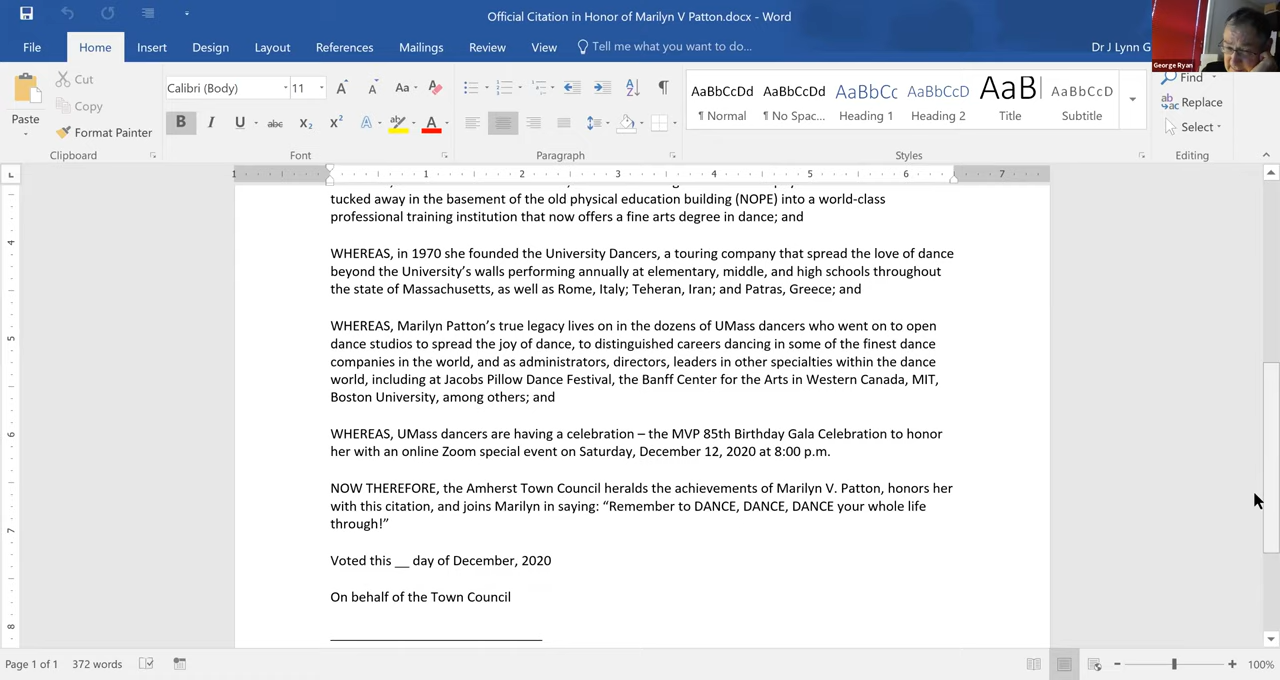 Official Citation in Honor of Marilyn V Patton.docx - Word
File
Home
Insert
Design
Layout
References
Mailings
Review
View
Tell me what you want to do...
Dr J Lynn G
George Ryan
Paste
Cut
Copy
Format Painter
Clipboard
Calibri (Body)
11
Font
Paragraph
AaBbCcDd
¶ Normal
AaBbCcDd
¶ No Spac...
AaBbCc
Heading 1
AaBbCcD
Heading 2
AaB
Title
AaBbCcD
Subtitle
Styles
Find
Replace
Select
Editing
1 1 2 3 4 5 6 7
4
5
6
7
8
tucked away in the basement of the old physical education building (NOPE) into a world-class
professional training institution that now offers a fine arts degree in dance; and
WHEREAS, in 1970 she founded the University Dancers, a touring company that spread the love of dance
beyond the University’s walls performing annually at elementary, middle, and high schools throughout
the state of Massachusetts, as well as Rome, Italy; Teheran, Iran; and Patras, Greece; and
WHEREAS, Marilyn Patton’s true legacy lives on in the dozens of UMass dancers who went on to open
dance studios to spread the joy of dance, to distinguished careers dancing in some of the finest dance
companies in the world, and as administrators, directors, leaders in other specialties within the dance
world, including at Jacobs Pillow Dance Festival, the Banff Center for the Arts in Western Canada, MIT,
Boston University, among others; and
WHEREAS, UMass dancers are having a celebration – the MVP 85th Birthday Gala Celebration to honor
her with an online Zoom special event on Saturday, December 12, 2020 at 8:00 p.m.
NOW THEREFORE, the Amherst Town Council heralds the achievements of Marilyn V. Patton, honors her
with this citation, and joins Marilyn in saying: “Remember to DANCE, DANCE, DANCE your whole life
through!”
Voted this __ day of December, 2020
On behalf of the Town Council
Page 1 of 1
372 words
100%